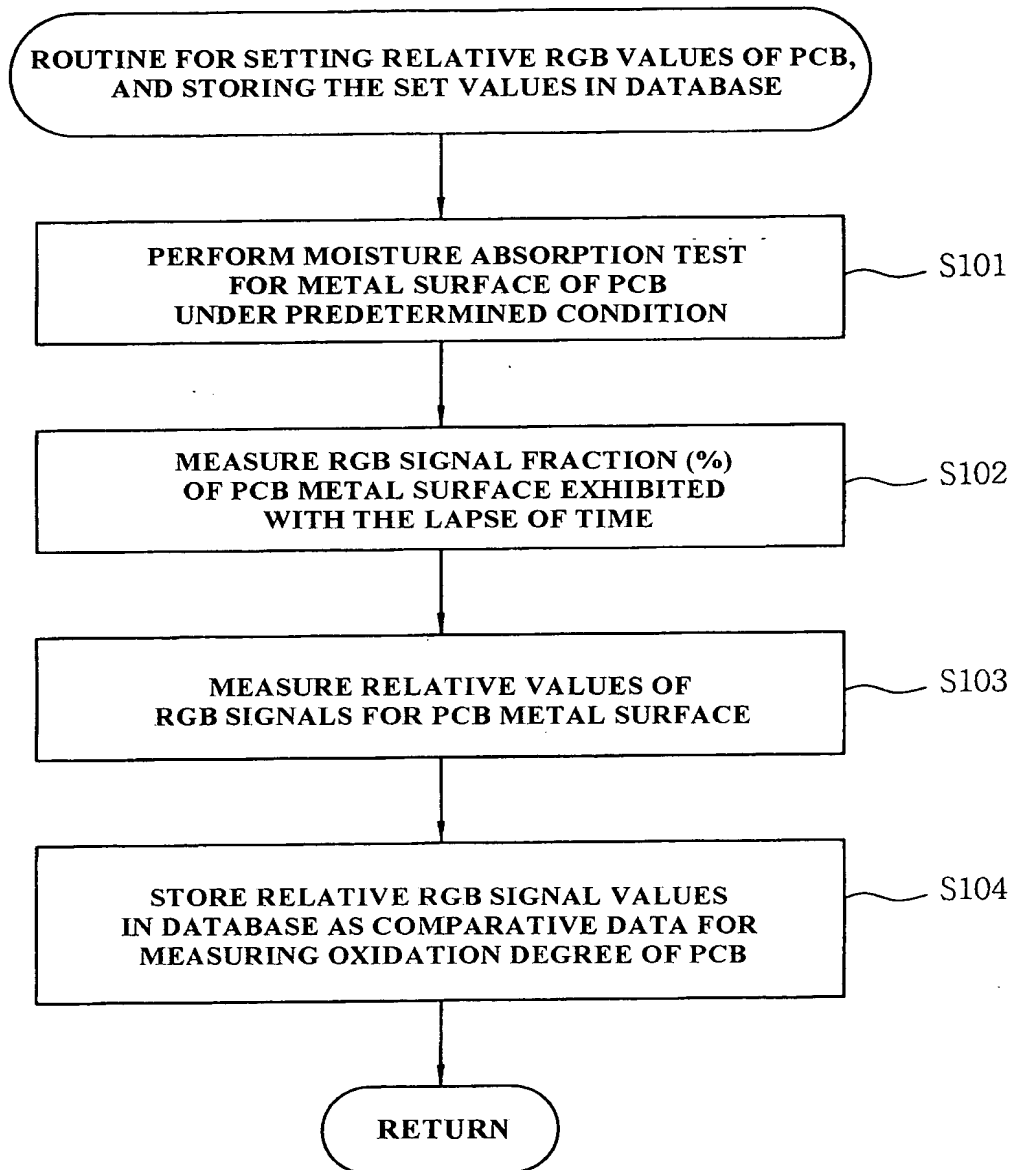 ROUTINE FOR SETTING RELATIVE RGB VALUES OF PCB,
AND STORING THE SET VALUES IN DATABASE
PERFORM MOISTURE ABSORPTION TEST
FOR METAL SURFACE OF PCB
UNDER PREDETERMINED CONDITION
S101
MEASURE RGB SIGNAL FRACTION (%)
OF PCB METAL SURFACE EXHIBITED
WITH THE LAPSE OF TIME
S102
MEASURE RELATIVE VALUES OF
RGB SIGNALS FOR PCB METAL SURFACE
S103
STORE RELATIVE RGB SIGNAL VALUES
IN DATABASE AS COMPARATIVE DATA FOR
MEASURING OXIDATION DEGREE OF PCB
S104
RETURN